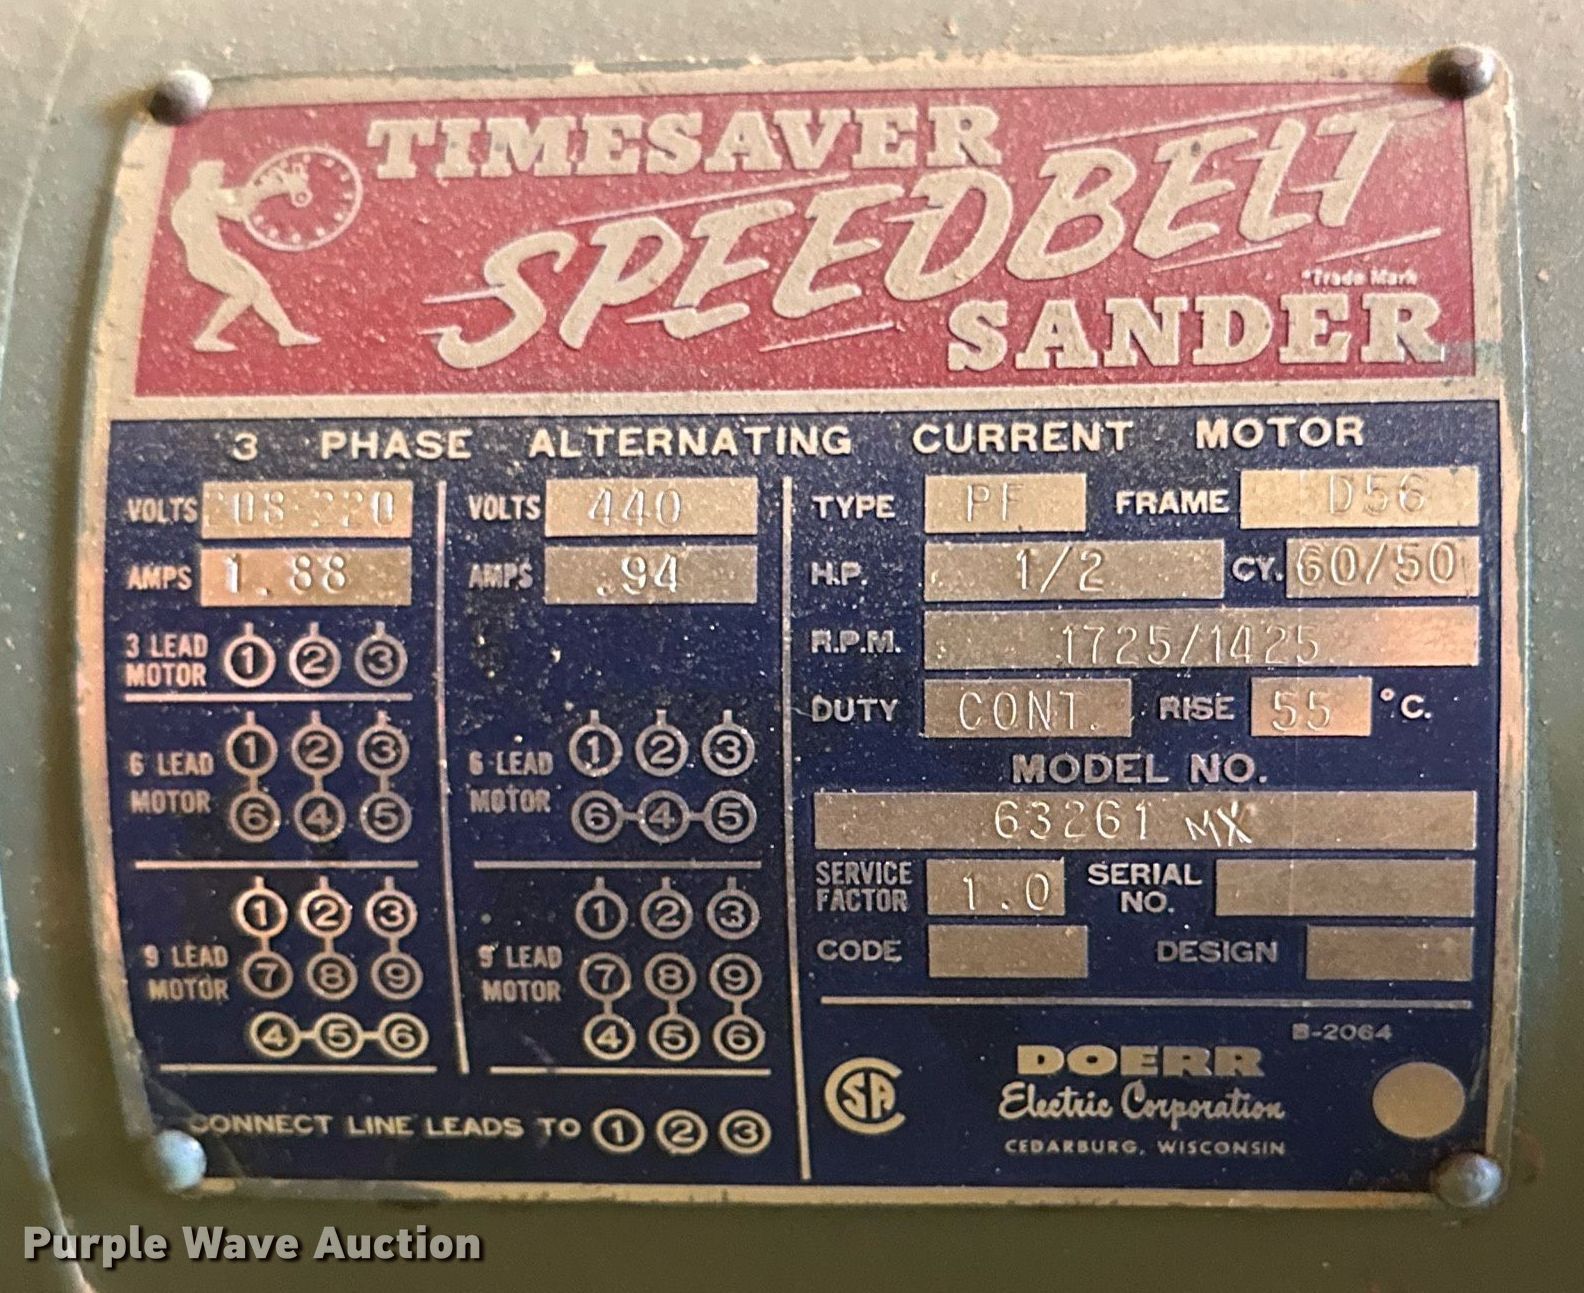 TIMESAVER
SPEEDBELT
*Trade Mark
SANDER
3 PHASE ALTERNATING CURRENT MOTOR
VOLTS 208-220
AMPS 1.88
3 LEAD MOTOR 1 2 3
6 LEAD MOTOR
1 2 3
6 4 5
9 LEAD MOTOR
1 2 3
7 8 9
4-5-6
VOLTS 440
AMPS .94
6 LEAD MOTOR
1 2 3
6-4-5
9 LEAD MOTOR
1 2 3
7 8 9
4 5 6
CONNECT LINE LEADS TO 1 2 3
TYPE PF FRAME D56
H.P. 1/2 CY. 60/50
R.P.M. 1725/1425
DUTY CONT. RISE 55 °C.
MODEL NO.
63261 MX
SERVICE FACTOR 1.0 SERIAL NO.
CODE DESIGN
B-2064
CSA
DOERR
Electric Corporation
CEDARBURG, WISCONSIN
Purple Wave Auction